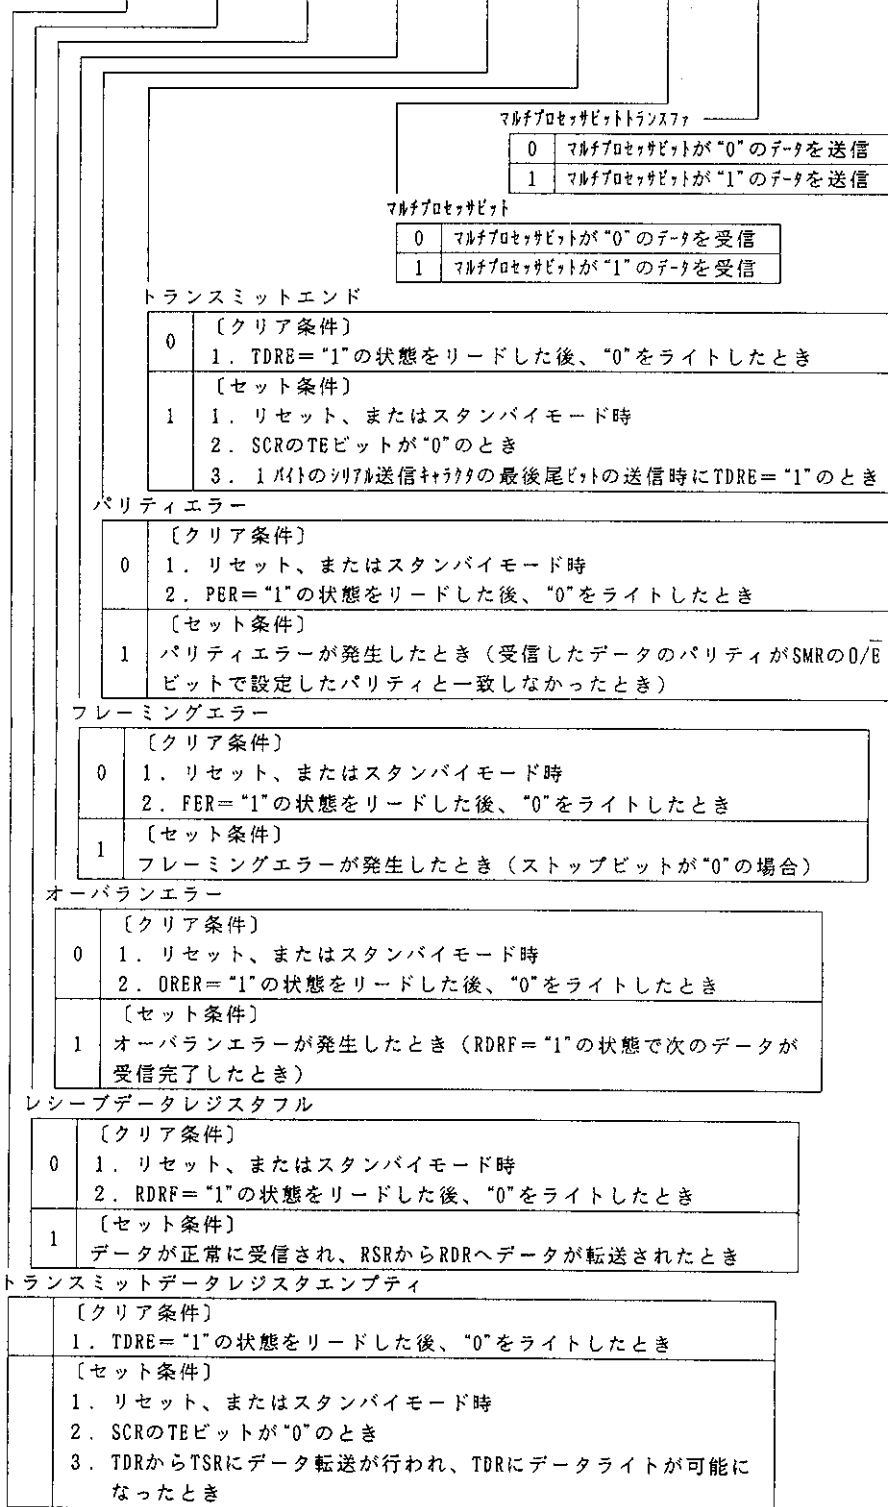 マルチプロセッサビットトランスファ
0 マルチプロセッサビットが“0”のデータを送信
1 マルチプロセッサビットが“1”のデータを送信
マルチプロセッサビット
0 マルチプロセッサビットが“0”のデータを受信
1 マルチプロセッサビットが“1”のデータを受信
トランスミットエンド
0 〔クリア条件〕
1. TDRE=“1”の状態をリードした後、“0”をライトしたとき
1 〔セット条件〕
1. リセット、またはスタンバイモード時
2. SCRのTEビットが“0”のとき
3. 1バイトのシリアル送信キャラクタの最後尾ビットの送信時にTDRE=“1”のとき
パリティエラー
0 〔クリア条件〕
1. リセット、またはスタンバイモード時
2. PER=“1”の状態をリードした後、“0”をライトしたとき
1 〔セット条件〕
パリティエラーが発生したとき(受信したデータのパリティがSMRのO/E̅
ビットで設定したパリティと一致しなかったとき)
フレーミングエラー
0 〔クリア条件〕
1. リセット、またはスタンバイモード時
2. FER=“1”の状態をリードした後、“0”をライトしたとき
1 〔セット条件〕
フレーミングエラーが発生したとき(ストップビットが“0”の場合)
オーバランエラー
0 〔クリア条件〕
1. リセット、またはスタンバイモード時
2. ORER=“1”の状態をリードした後、“0”をライトしたとき
1 〔セット条件〕
オーバランエラーが発生したとき(RDRF=“1”の状態で次のデータが
受信完了したとき)
レシーブデータレジスタフル
0 〔クリア条件〕
1. リセット、またはスタンバイモード時
2. RDRF=“1”の状態をリードした後、“0”をライトしたとき
1 〔セット条件〕
データが正常に受信され、RSRからRDRへデータが転送されたとき
トランスミットデータレジスタエンプティ
〔クリア条件〕
1. TDRE=“1”の状態をリードした後、“0”をライトしたとき
〔セット条件〕
1. リセット、またはスタンバイモード時
2. SCRのTEビットが“0”のとき
3. TDRからTSRにデータ転送が行われ、TDRにデータライトが可能に
なったとき